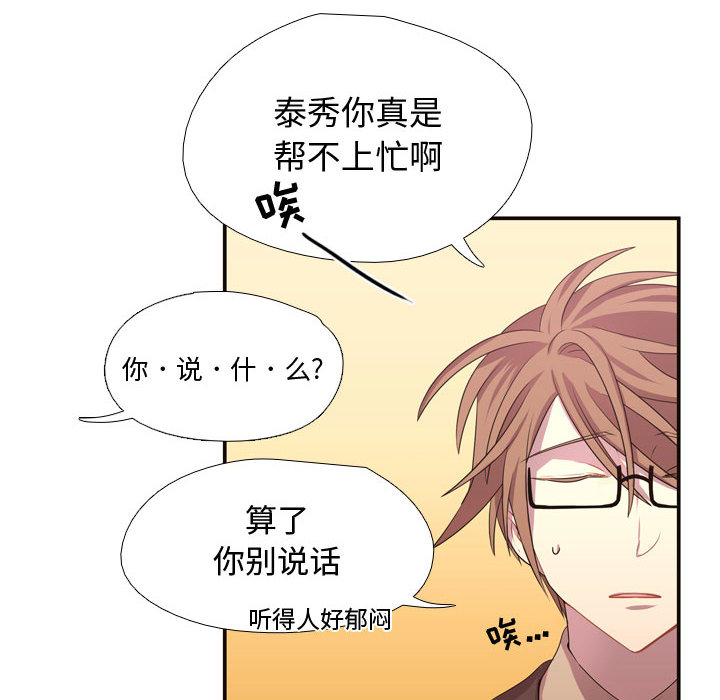 泰秀你真是
帮不上忙啊
唉
你·说·什·么?
算了
你别说话
听得人好郁闷
唉...